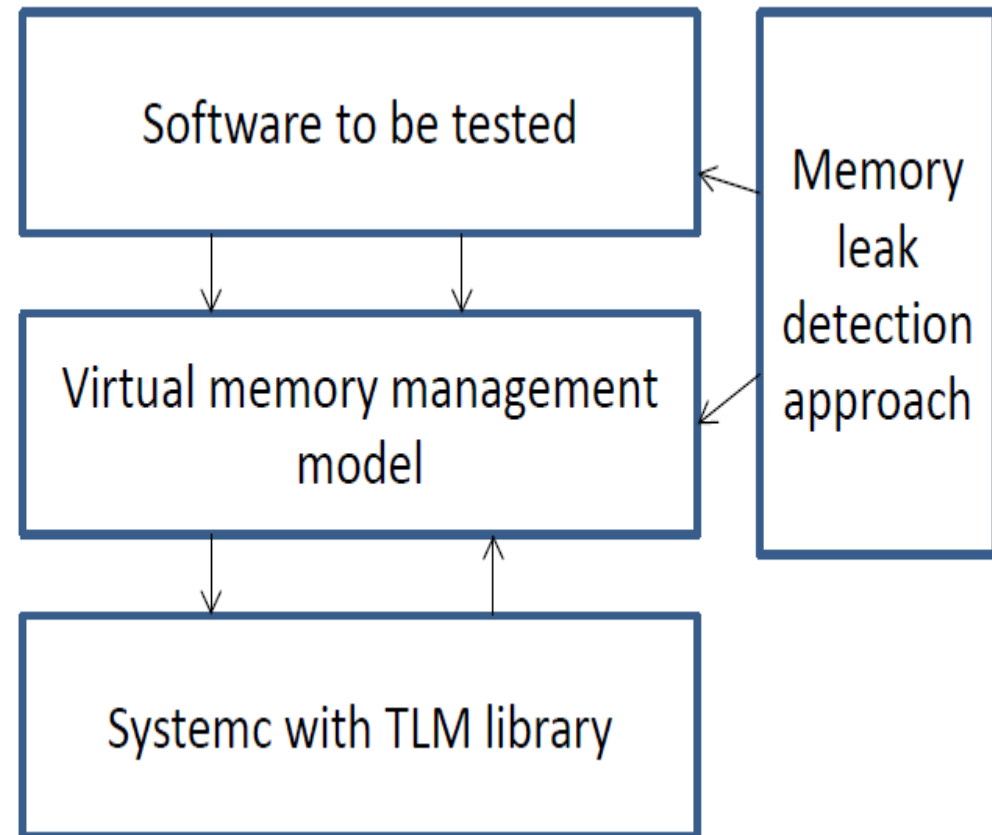 Software to be tested
Memory
leak
detection
approach
Virtual memory management
model
Systemc with TLM library